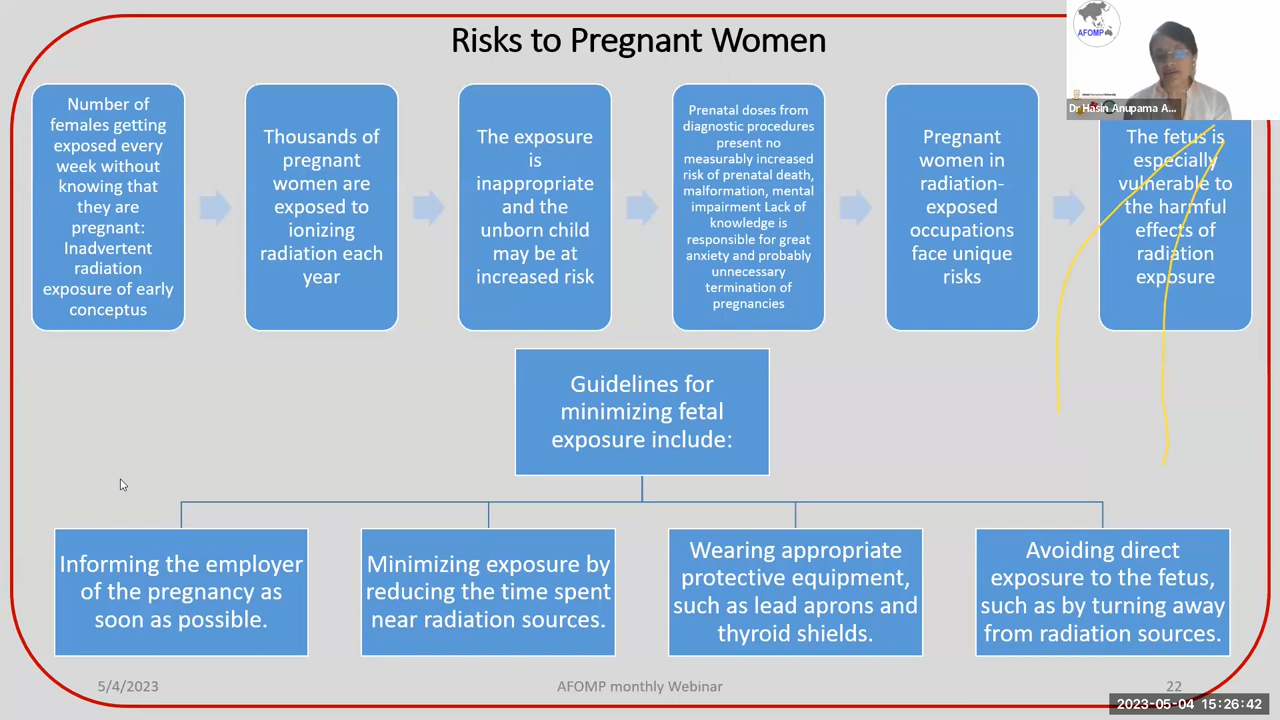 Risks to Pregnant Women
AFOMP
Dr Hasin Anupama A...
Number of
females getting
exposed every
week without
knowing that
they are
pregnant:
Inadvertent
radiation
exposure of early
conceptus
Thousands of
pregnant
women are
exposed to
ionizing
radiation each
year
The exposure
is
inappropriate
and the
unborn child
may be at
increased risk
Prenatal doses from
diagnostic procedures
present no
measurably increased
risk of prenatal death,
malformation, mental
impairment Lack of
knowledge is
responsible for great
anxiety and probably
unnecessary
termination of
pregnancies
Pregnant
women in
radiation-
exposed
occupations
face unique
risks
The fetus is
especially
vulnerable to
the harmful
effects of
radiation
exposure
Guidelines for
minimizing fetal
exposure include:
Informing the employer
of the pregnancy as
soon as possible.
Minimizing exposure by
reducing the time spent
near radiation sources.
Wearing appropriate
protective equipment,
such as lead aprons and
thyroid shields.
Avoiding direct
exposure to the fetus,
such as by turning away
from radiation sources.
5/4/2023
AFOMP monthly Webinar
22
2023-05-04 15:26:42